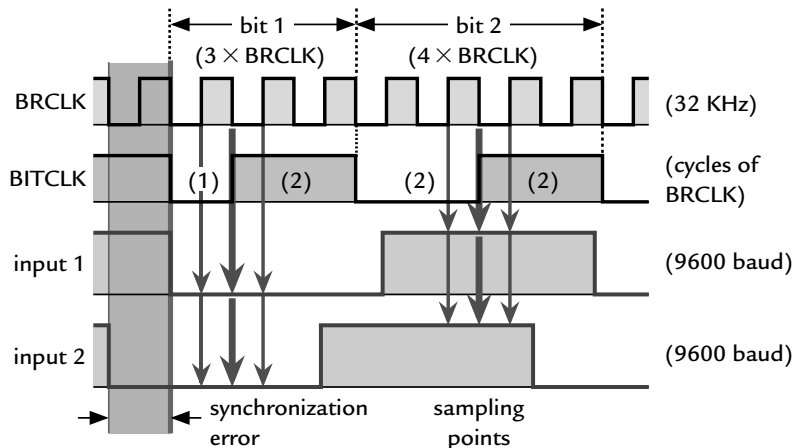 bit 1
bit 2
(3 × BRCLK)
(4 × BRCLK)
BRCLK
(32 KHz)
BITCLK
(1)
(2)
(2)
(2)
(cycles of
BRCLK)
input 1
(9600 baud)
input 2
(9600 baud)
synchronization
error
sampling
points